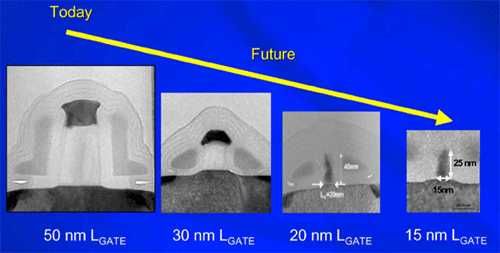 Today
Future
40nm
25 nm
15nm
50 nm LGATE
30 nm LGATE
20 nm LGATE
15 nm LGATE